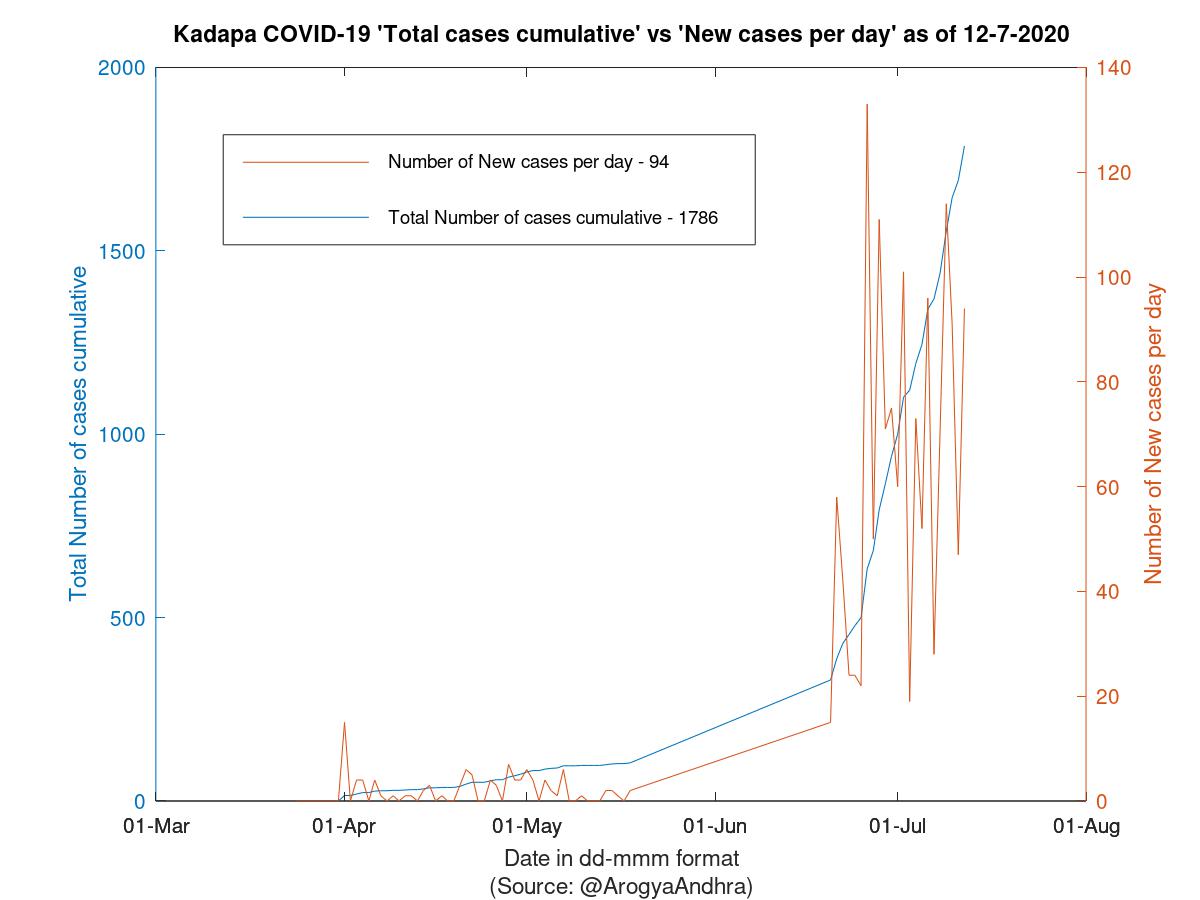 Kadapa COVID-19 'Total cases cumulative' vs 'New cases per day' as of 12-7-2020
2000
1500
1000
500
0
Total Number of cases cumulative
Number of New cases per day - 94
Total Number of cases cumulative - 1786
140
120
100
80
60
40
20
0
Number of New cases per day
01-Mar
01-Apr
01-May
01-Jun
01-Jul
01-Aug
Date in dd-mmm format
(Source: @ArogyaAndhra)